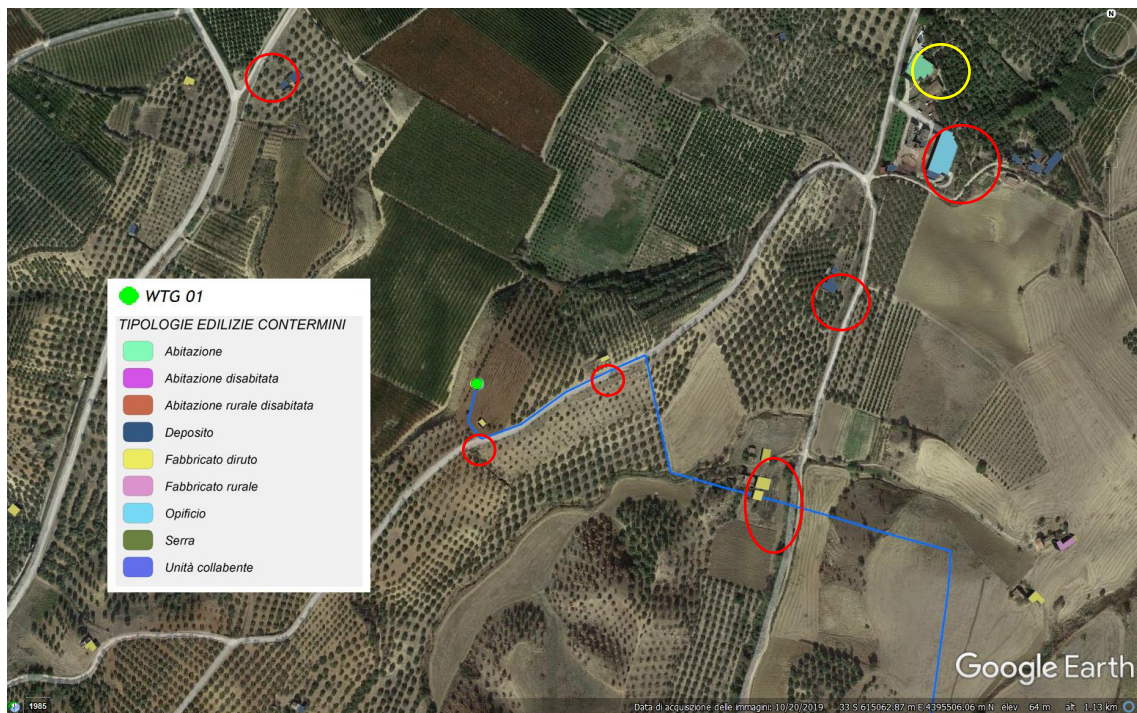 N
WTG 01
TIPOLOGIE EDILIZIE CONTERMINI
Abitazione
Abitazione disabitata
Abitazione rurale disabitata
Deposito
Fabbricato diruto
Fabbricato rurale
Opificio
Serra
Unità collabente
Google Earth
1985
Data di acquisizione delle immagini: 10/20/2019 33 S 615062.87 m E 4395506.06 m N elev 64 m alt 1.13 km